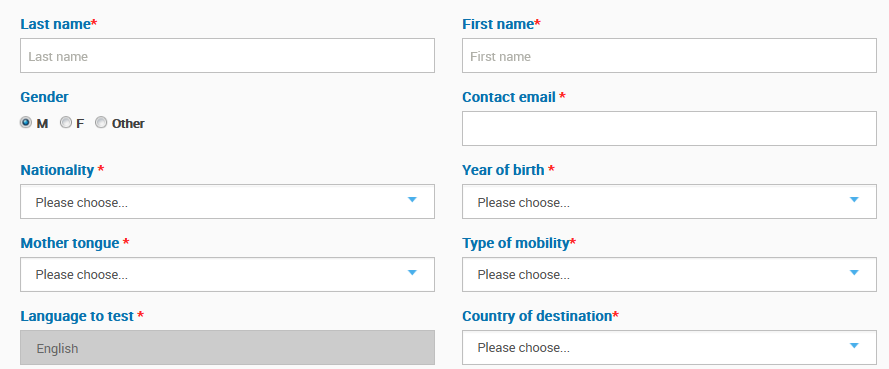 Last name*
First name*
Last name
First name
Gender
Contact email *
M F Other
Nationality *
Year of birth *
Please choose...
Please choose...
Mother tongue *
Type of mobility*
Please choose...
Please choose...
Language to test *
Country of destination*
English
Please choose...